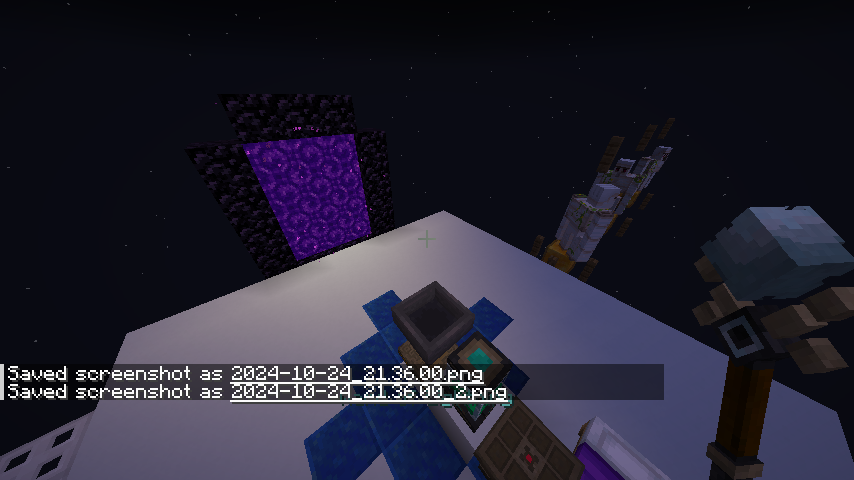 Saved screenshot as 2024-10-24_21.36.00.png
Saved screenshot as 2024-10-24_21.36.00_2.png